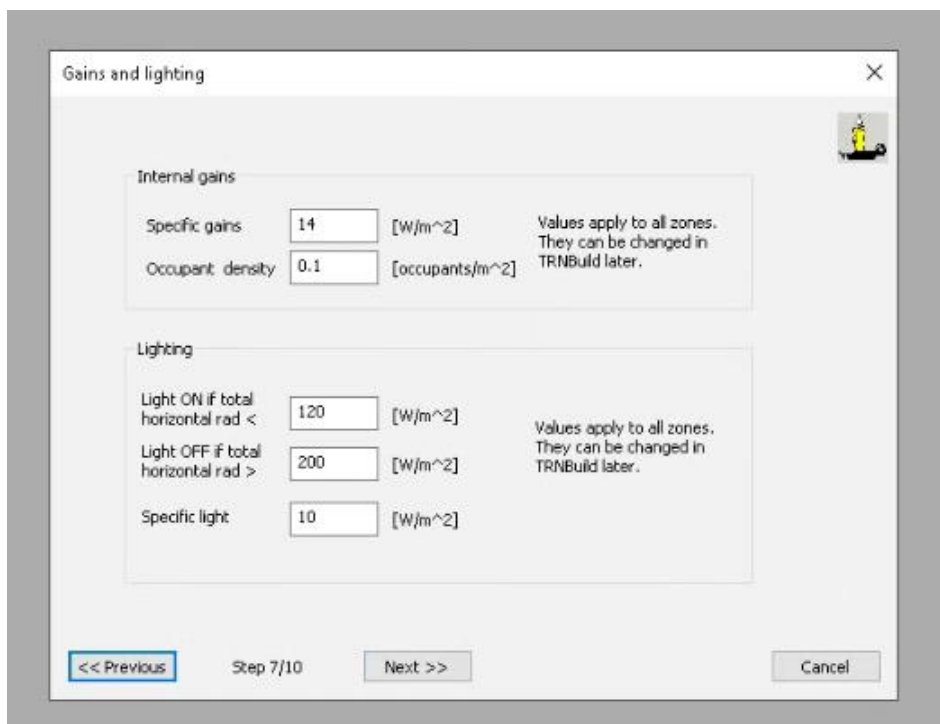 Gains and lighting
Internal gains
Specific gains 14 [W/m^2]
Occupant density 0.1 [occupants/m^2]
Values apply to all zones.
They can be changed in
TRNBuild later.
Lighting
Light ON if total
horizontal rad < 120 [W/m^2]
Light OFF if total
horizontal rad > 200 [W/m^2]
Specific light 10 [W/m^2]
Values apply to all zones.
They can be changed in
TRNBuild later.
<< Previous Step 7/10 Next >> Cancel